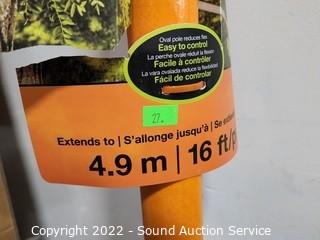 Oval pole reduces flex
Easy to control
La perche ovale réduit la flexion
Facile à contrôler
La vara ovalada reduce la flexibilidad
Fácil de controlar
27.
Extends to | S'allonge jusqu'à | Se
4.9 m | 16 ft/
Copyright 2022 - Sound Auction Service